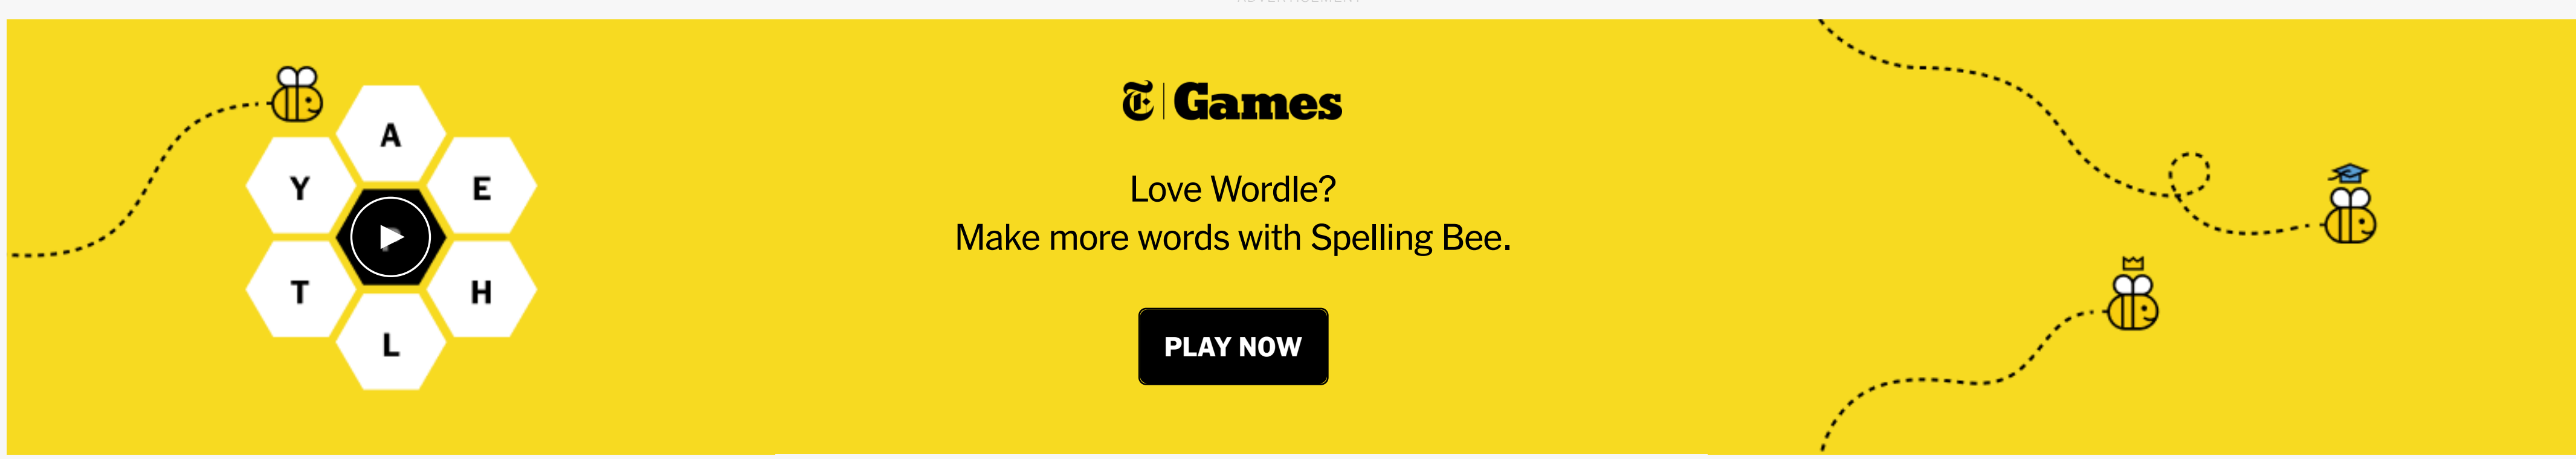 A
Y
E
T
H
L
T | Games
Love Wordle?
Make more words with Spelling Bee.
PLAY NOW